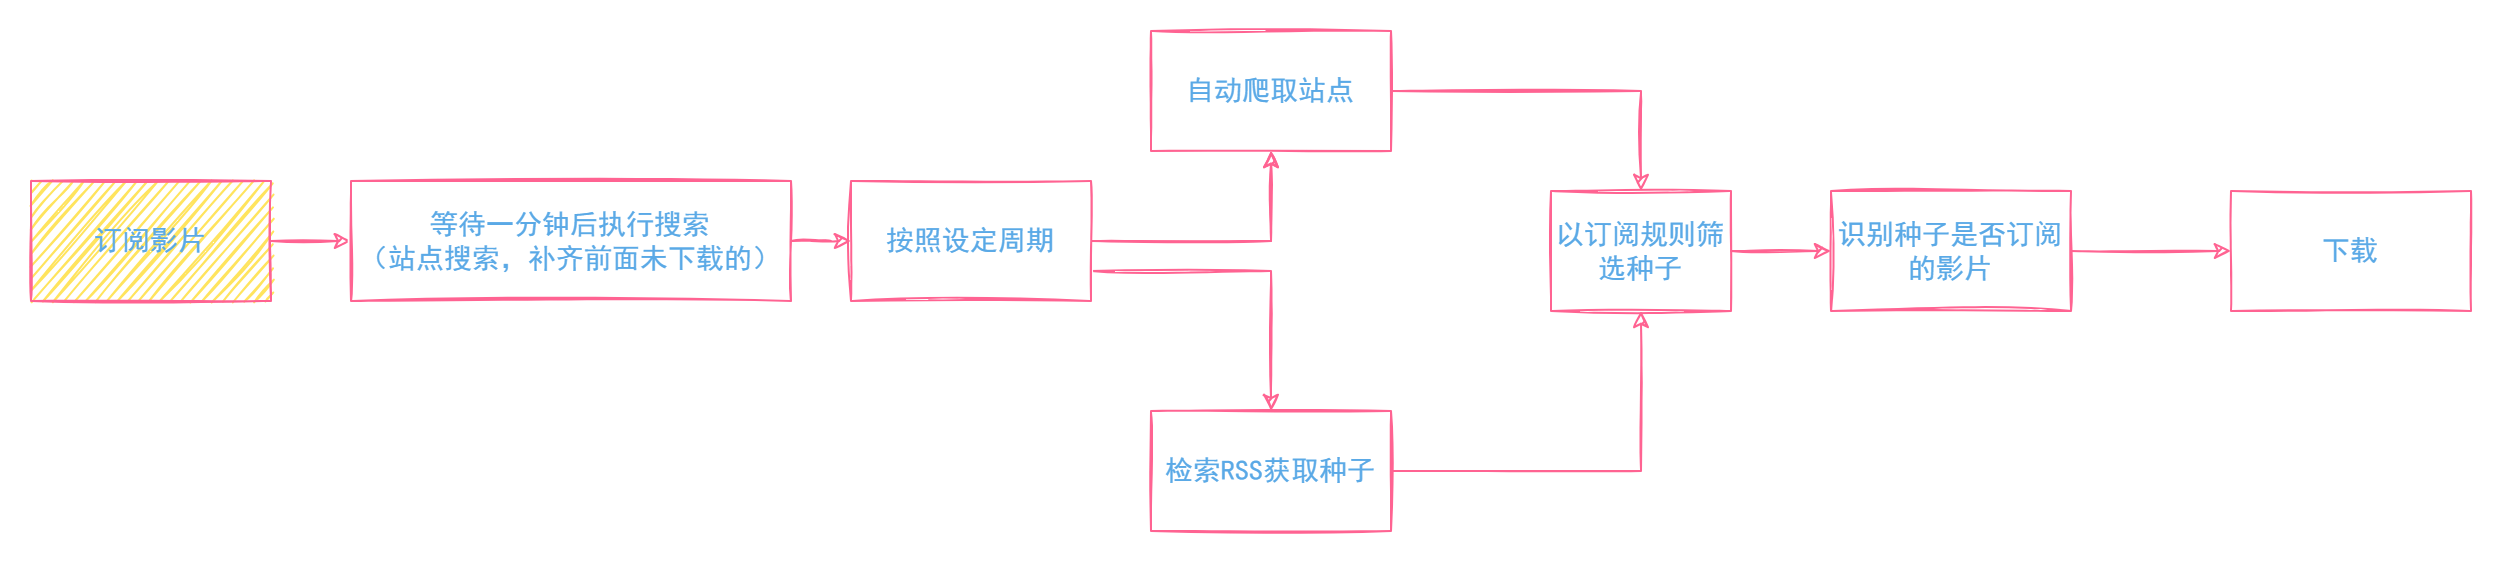 订阅影片
等待一分钟后执行搜索
（站点搜索，补充前面未下载的）
按照设定周期
自动爬取站点
检索RSS获取种子
以订阅规则筛
选种子
识别种子是否订阅
的影片
下载